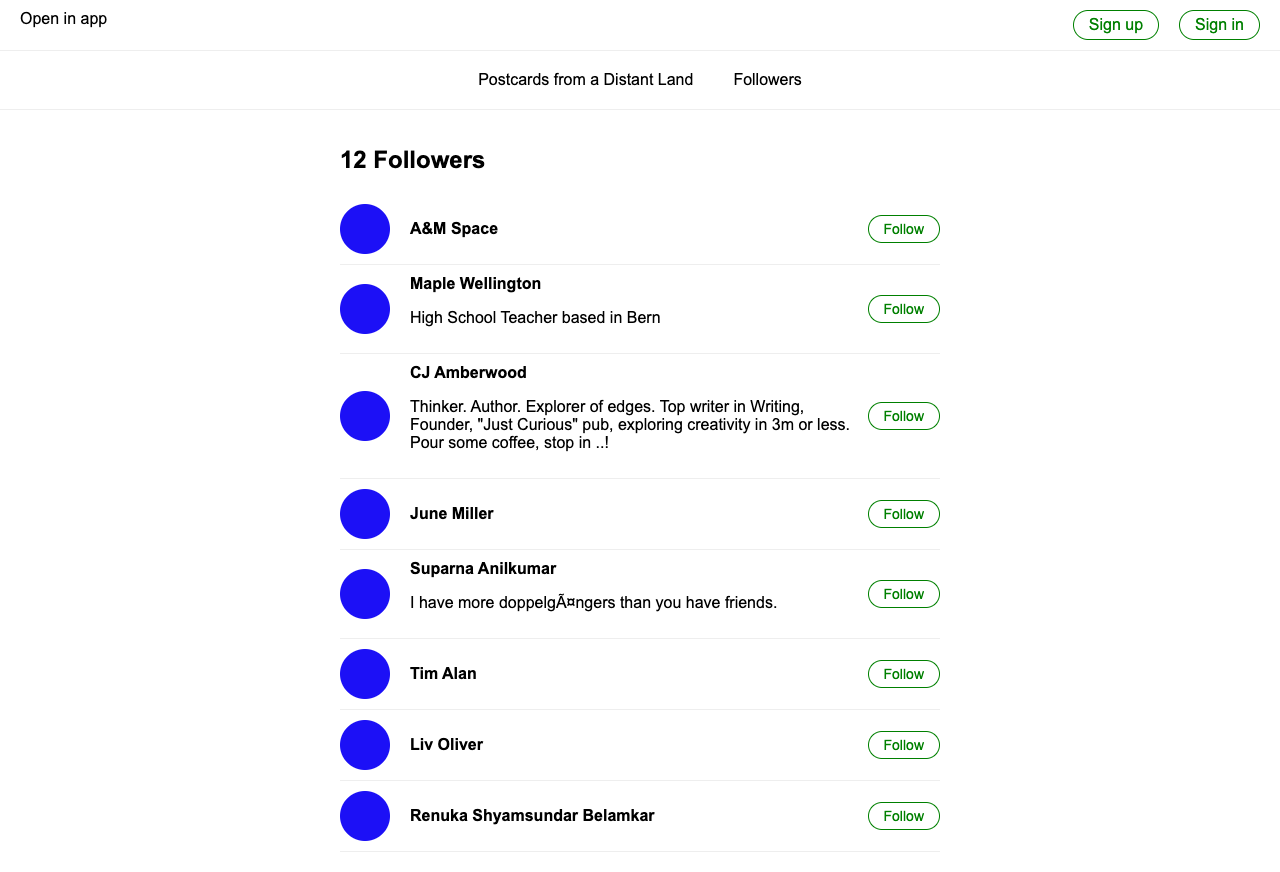 Open in app
Sign up
Sign in
Postcards from a Distant Land
Followers
12 Followers
A&M Space
Follow
Maple Wellington
High School Teacher based in Bern
Follow
CJ Amberwood
Thinker. Author. Explorer of edges. Top writer in Writing,
Founder, "Just Curious" pub, exploring creativity in 3m or less.
Pour some coffee, stop in ..!
Follow
June Miller
Follow
Suparna Anilkumar
I have more doppelgÃ¤ngers than you have friends.
Follow
Tim Alan
Follow
Liv Oliver
Follow
Renuka Shyamsundar Belamkar
Follow